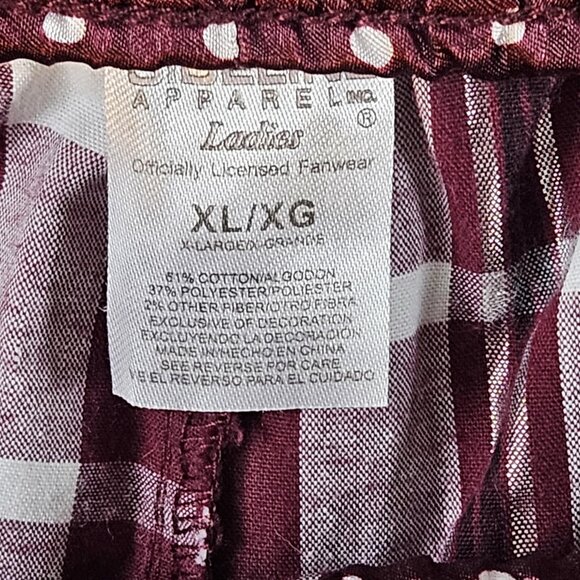 APPAREL INC.
®
Ladies
Officially Licensed Fanwear
XL/XG
X-LARGE/X-GRANDE
61% COTTON/ALGODON
37% POLYESTER/POLIESTER
2% OTHER FIBER/OTRO FIBRA
EXCLUSIVE OF DECORATION
EXCLUYENDO LA DECORACIÓN
MADE IN/HECHO EN CHINA
SEE REVERSE FOR CARE
VE EL REVERSO PARA EL CUIDADO